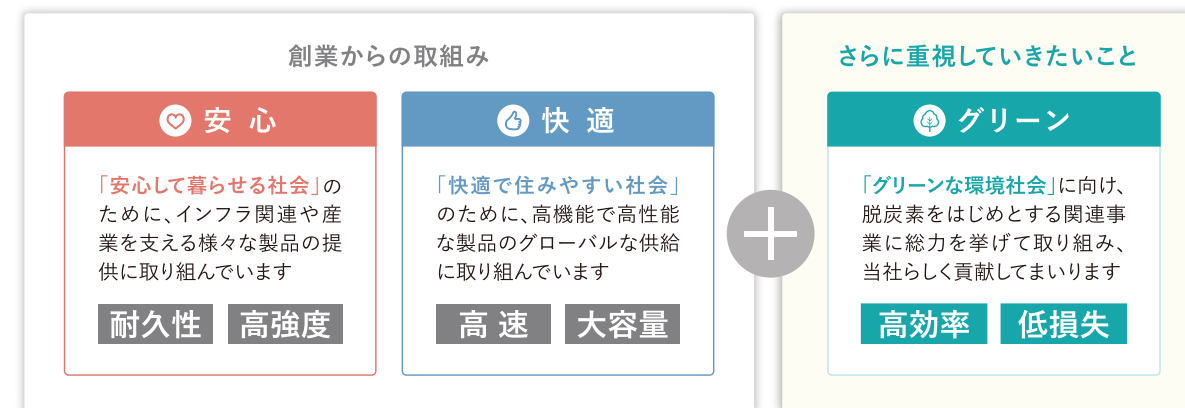 創業からの取組み
安 心
「安心して暮らせる社会」の
ために、インフラ関連や産
業を支える様々な製品の提
供に取り組んでいます
耐久性
高強度
快 適
「快適で住みやすい社会」
のために、高機能で高性能
な製品のグローバルな供給
に取り組んでいます
高 速
大容量
さらに重視していきたいこと
グリーン
「グリーンな環境社会」に向け、
脱炭素をはじめとする関連事
業に総力を挙げて取り組み、
当社らしく貢献してまいります
高効率
低損失